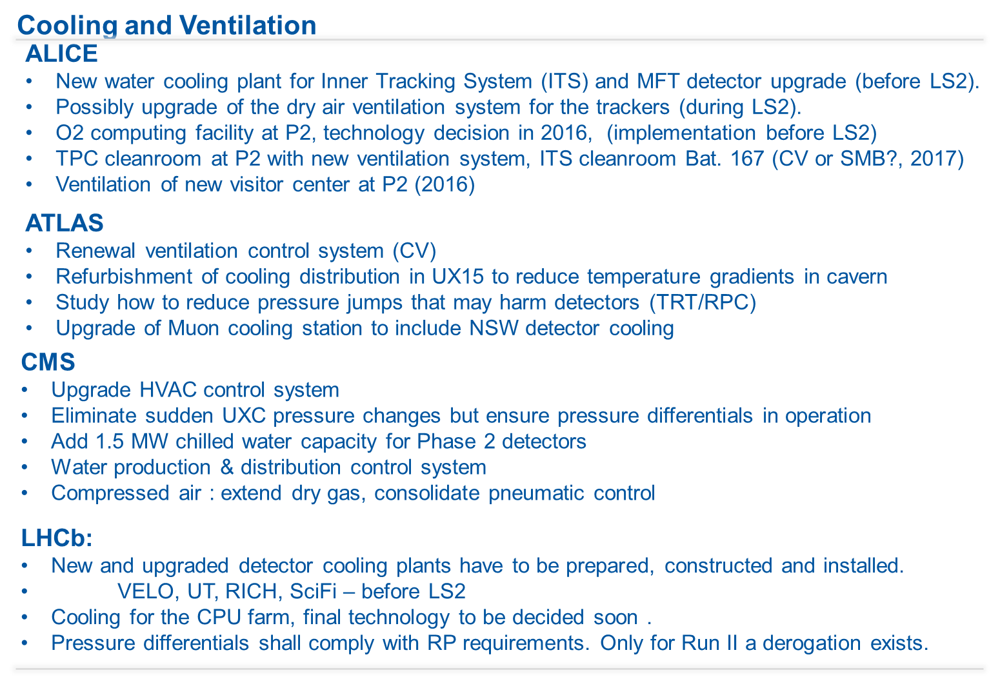 Cooling and Ventilation
ALICE
• New water cooling plant for Inner Tracking System (ITS) and MFT detector upgrade (before LS2).
• Possibly upgrade of the dry air ventilation system for the trackers (during LS2).
• O2 computing facility at P2, technology decision in 2016, (implementation before LS2)
• TPC cleanroom at P2 with new ventilation system, ITS cleanroom Bat. 167 (CV or SMB?, 2017)
• Ventilation of new visitor center at P2 (2016)
ATLAS
• Renewal ventilation control system (CV)
• Refurbishment of cooling distribution in UX15 to reduce temperature gradients in cavern
• Study how to reduce pressure jumps that may harm detectors (TRT/RPC)
• Upgrade of Muon cooling station to include NSW detector cooling
CMS
• Upgrade HVAC control system
• Eliminate sudden UXC pressure changes but ensure pressure differentials in operation
• Add 1.5 MW chilled water capacity for Phase 2 detectors
• Water production & distribution control system
• Compressed air : extend dry gas, consolidate pneumatic control
LHCb:
• New and upgraded detector cooling plants have to be prepared, constructed and installed.
• VELO, UT, RICH, SciFi – before LS2
• Cooling for the CPU farm, final technology to be decided soon .
• Pressure differentials shall comply with RP requirements. Only for Run II a derogation exists.